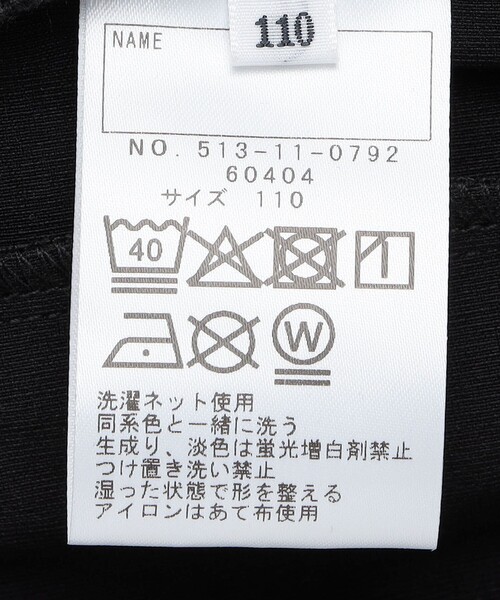 110
NAME
NO. 513-11-0792
60404
サイズ 110
40
W
洗濯ネット使用
同系色と一緒に洗う
生成り、淡色は蛍光増白剤禁止
つけ置き洗い禁止
湿った状態で形を整える
アイロンはあて布使用